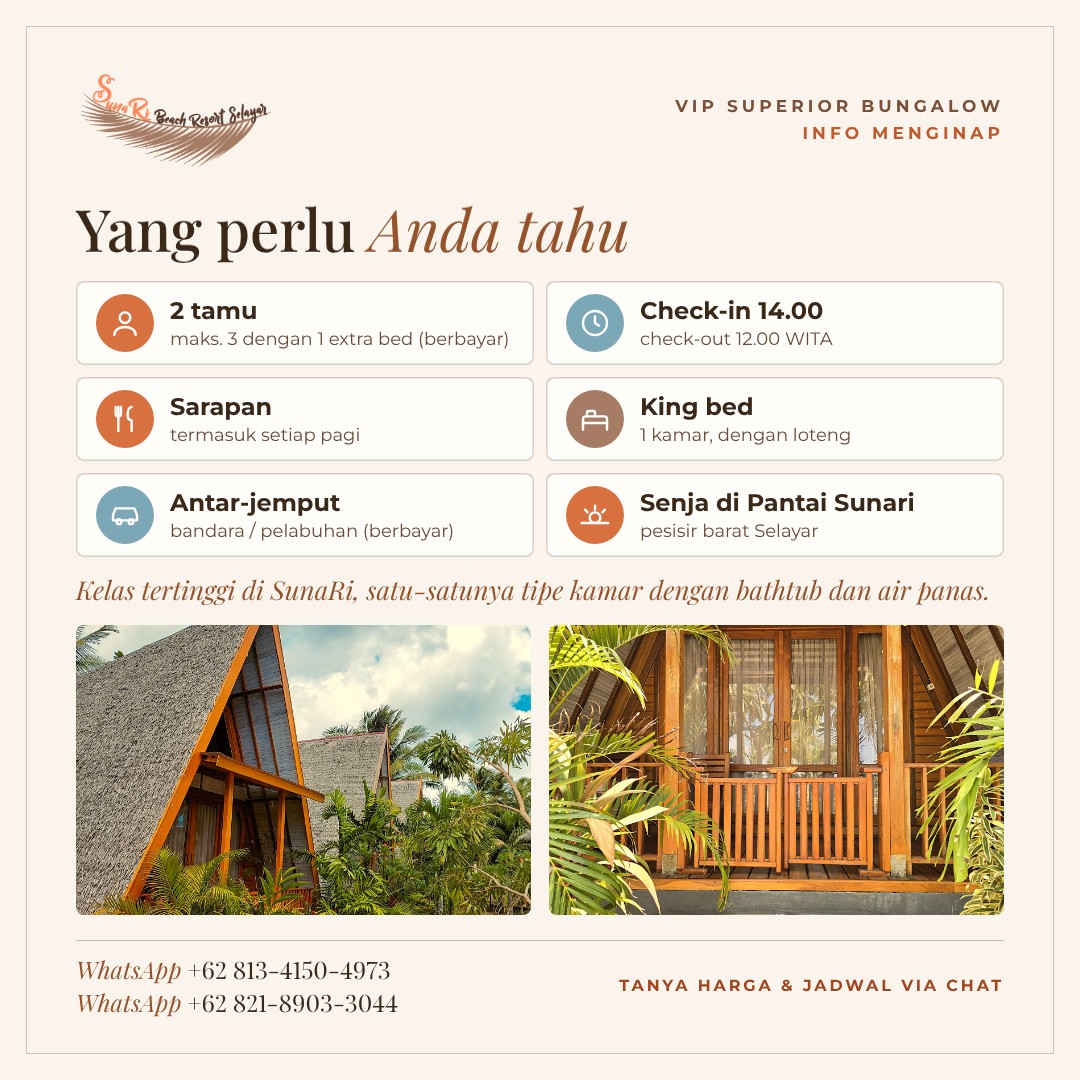 SunaRi Beach Resort Selayar
VIP SUPERIOR BUNGALOW
INFO MENGINAP
Yang perlu Anda tahu
2 tamu
maks. 3 dengan 1 extra bed (berbayar)
Check-in 14.00
check-out 12.00 WITA
Sarapan
termasuk setiap pagi
King bed
1 kamar, dengan loteng
Antar-jemput
bandara / pelabuhan (berbayar)
Senja di Pantai Sunari
pesisir barat Selayar
Kelas tertinggi di SunaRi, satu-satunya tipe kamar dengan bathtub dan air panas.
WhatsApp +62 813-4150-4973
WhatsApp +62 821-8903-3044
TANYA HARGA & JADWAL VIA CHAT